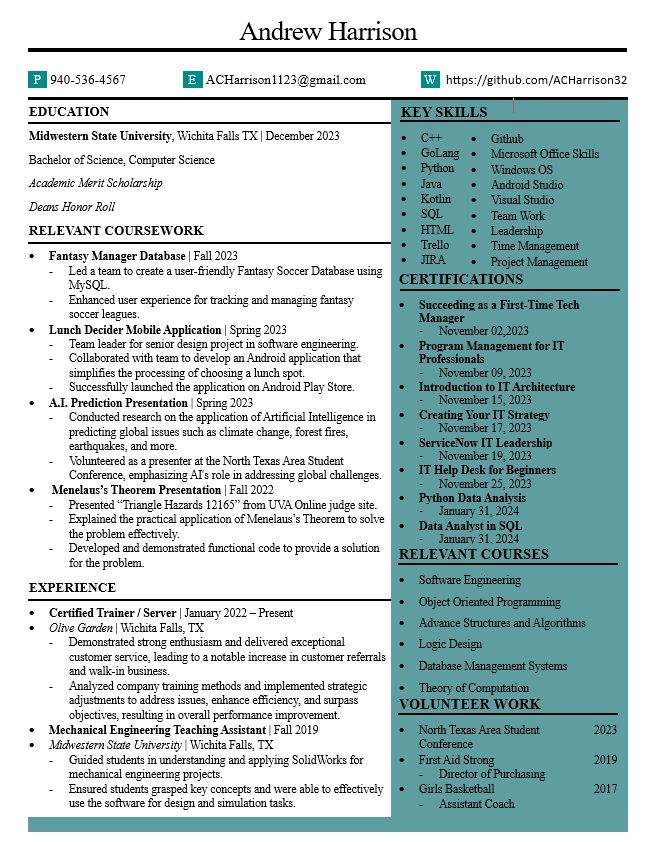 Andrew Harrison
P 940-536-4567 E ACHarrison1123@gmail.com W https://github.com/ACHarrison32
EDUCATION
Midwestern State University, Wichita Falls TX | December 2023
Bachelor of Science, Computer Science
Academic Merit Scholarship
Deans Honor Roll
RELEVANT COURSEWORK
• Fantasy Manager Database | Fall 2023
- Led a team to create a user-friendly Fantasy Soccer Database using
MySQL.
- Enhanced user experience for tracking and managing fantasy
soccer leagues.
• Lunch Decider Mobile Application | Spring 2023
- Team leader for senior design project in software engineering.
- Collaborated with team to develop an Android application that
simplifies the processing of choosing a lunch spot.
- Successfully launched the application on Android Play Store.
• A.I. Prediction Presentation | Spring 2023
- Conducted research on the application of Artificial Intelligence in
predicting global issues such as climate change, forest fires,
earthquakes, and more.
- Volunteered as a presenter at the North Texas Area Student
Conference, emphasizing AI's role in addressing global challenges.
• Menelaus's Theorem Presentation | Fall 2022
- Presented “Triangle Hazards 12165” from UVA Online judge site.
- Explained the practical application of Menelaus's Theorem to solve
the problem effectively.
- Developed and demonstrated functional code to provide a solution
for the problem.
EXPERIENCE
• Certified Trainer / Server | January 2022 – Present
• Olive Garden | Wichita Falls, TX
- Demonstrated strong enthusiasm and delivered exceptional
customer service, leading to a notable increase in customer referrals
and walk-in business.
- Analyzed company training methods and implemented strategic
adjustments to address issues, enhance efficiency, and surpass
objectives, resulting in overall performance improvement.
• Mechanical Engineering Teaching Assistant | Fall 2019
• Midwestern State University | Wichita Falls, TX
- Guided students in understanding and applying SolidWorks for
mechanical engineering projects.
- Ensured students grasped key concepts and were able to effectively
use the software for design and simulation tasks.
KEY SKILLS
• C++
• GoLang
• Python
• Java
• Kotlin
• SQL
• HTML
• Trello
• JIRA
• Github
• Microsoft Office Skills
• Windows OS
• Android Studio
• Visual Studio
• Team Work
• Leadership
• Time Management
• Project Management
CERTIFICATIONS
• Succeeding as a First-Time Tech
Manager
- November 02,2023
• Program Management for IT
Professionals
- November 09, 2023
• Introduction to IT Architecture
- November 15, 2023
• Creating Your IT Strategy
- November 17, 2023
• ServiceNow IT Leadership
- November 19, 2023
• IT Help Desk for Beginners
- November 25, 2023
• Python Data Analysis
- January 31, 2024
• Data Analyst in SQL
- January 31, 2024
RELEVANT COURSES
• Software Engineering
• Object Oriented Programming
• Advance Structures and Algorithms
• Logic Design
• Database Management Systems
• Theory of Computation
VOLUNTEER WORK
• North Texas Area Student 2023
Conference
• First Aid Strong 2019
- Director of Purchasing
• Girls Basketball 2017
- Assistant Coach